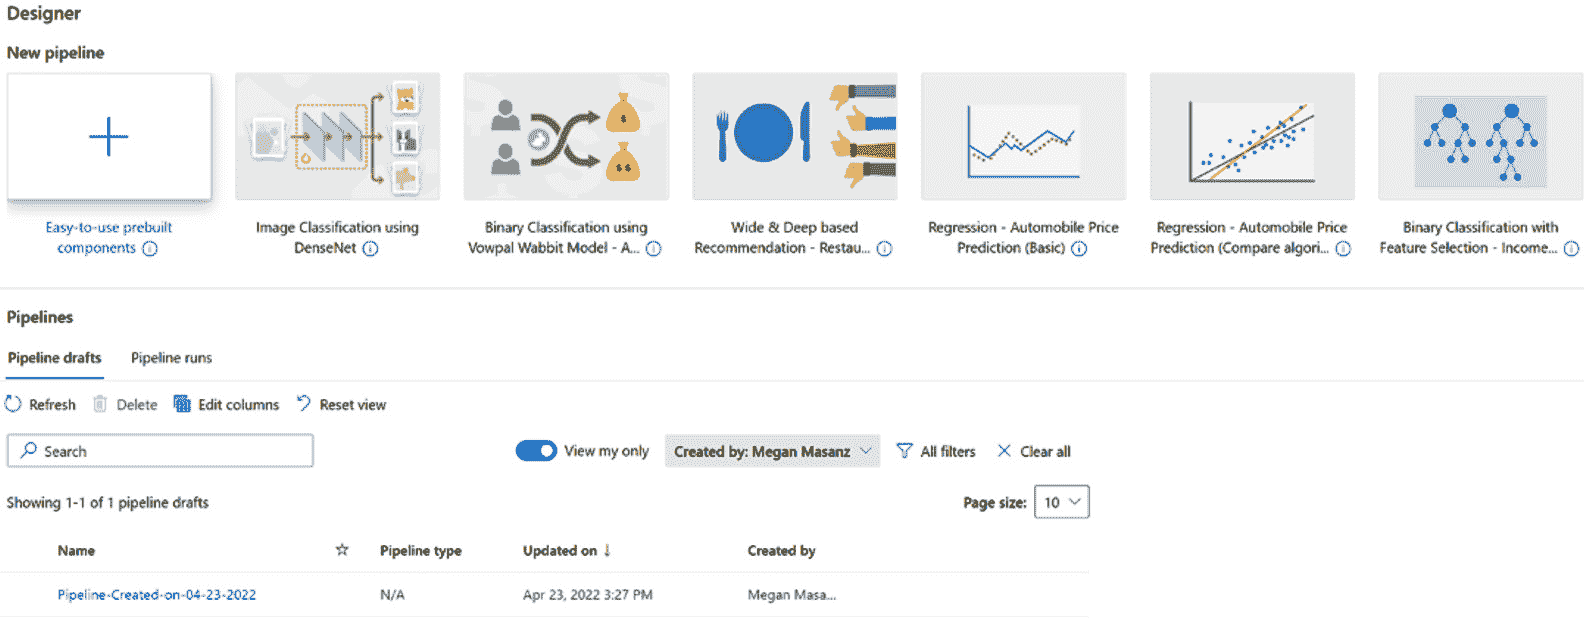 Designer
New pipeline
$
$ $
Easy-to-use prebuilt
components
Image Classification using
DenseNet
Binary Classification using
Vowpal Wabbit Model - A...
Wide & Deep based
Recommendation - Restau...
Regression - Automobile Price
Prediction (Basic)
Regression - Automobile Price
Prediction (Compare algori...
Binary Classification with
Feature Selection - Income...
Pipelines
Pipeline drafts Pipeline runs
Refresh Delete Edit columns Reset view
Search View my only Created by: Megan Masanz All filters Clear all
Showing 1-1 of 1 pipeline drafts Page size: 10
Name Pipeline type Updated on ↓ Created by
Pipeline-Created-on-04-23-2022 N/A Apr 23, 2022 3:27 PM Megan Masa...